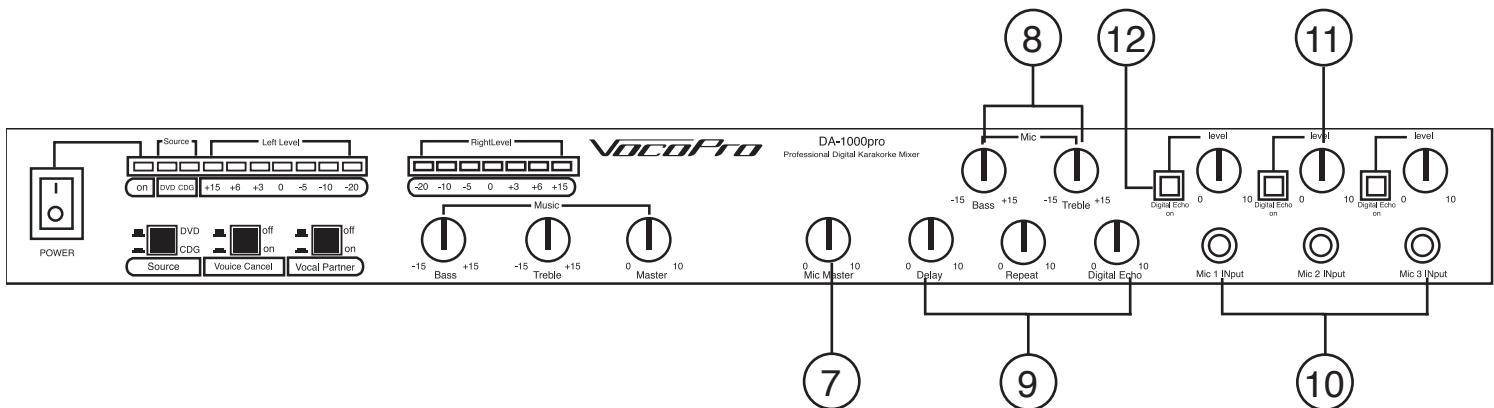 8 12 11
Source Left Level RightLevel VocoPro DA-1000pro Mic level level level
Professional Digital Karakorke Mixer
on DVD CDG +15 +6 +3 0 -5 -10 -20 -20 -10 -5 0 +3 +6 +15
-15 Bass +15 -15 Treble +15 0 10 0 10 0 10
Digital Echo on Digital Echo on Digital Echo on
Music
I
O
POWER
DVD off off
CDG on on
Source Vouice Cancel Vocal Partner
-15 +15 -15 +15 0 10 0 10 0 10 0 10 0 10
Bass Treble Master Mic Master Delay Repeat Digital Echo
Mic 1 INput Mic 2 INput Mic 3 INput
7 9 10